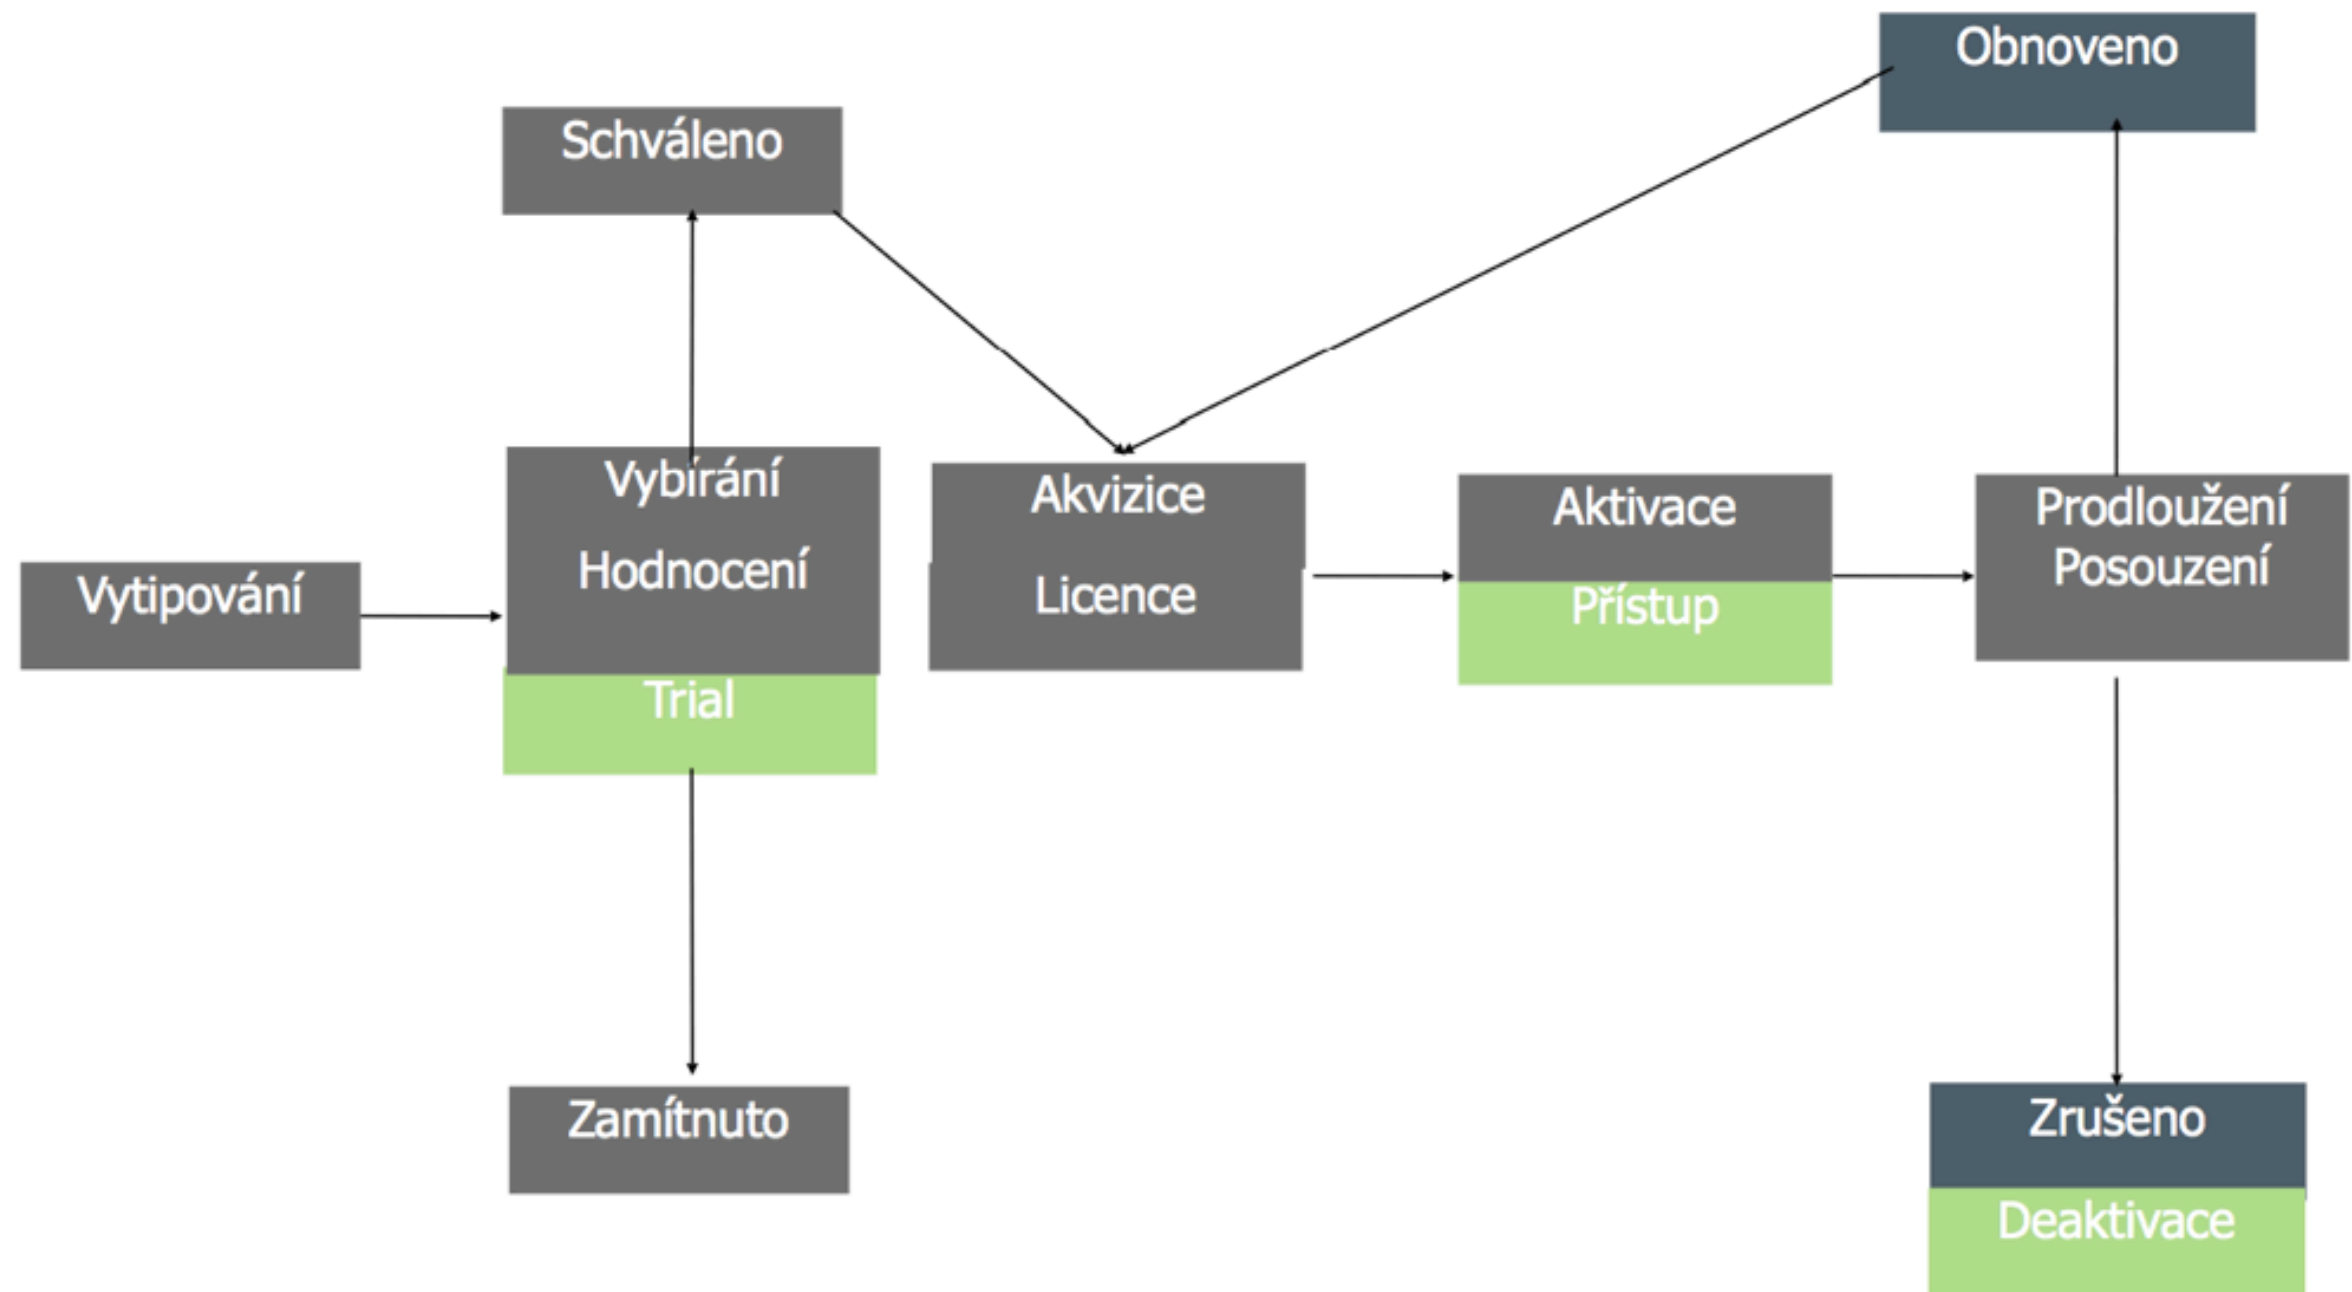 Obnoveno
Schváleno
Vybírání
Hodnocení
Trial
Vytipování
Akvizice
Licence
Aktivace
Přístup
Prodloužení
Posouzení
Zamítnuto
Zrušeno
Deaktivace